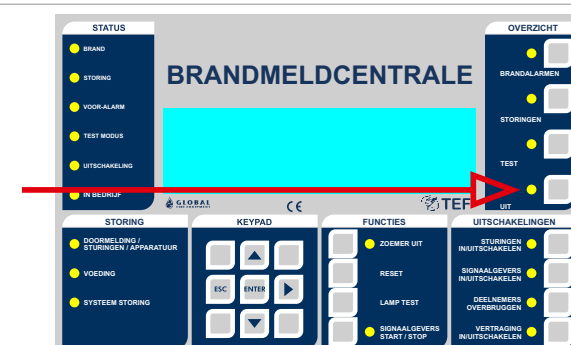 STATUS
BRAND
STORING
VOOR-ALARM
TEST MODUS
UITSCHAKELING
IN BEDRIJF
BRANDMELDCENTRALE
GLOBAL
FIRE EQUIPMENT
CE
TEF
OVERZICHT
BRANDALARMEN
STORINGEN
TEST
UIT
STORING
DOORMELDING /
STURINGEN / APPARATUUR
VOEDING
SYSTEEM STORING
KEYPAD
ESC
ENTER
FUNCTIES
ZOEMER UIT
RESET
LAMP TEST
SIGNAALGEVERS
START / STOP
UITSCHAKELINGEN
STURINGEN
IN/UITSCHAKELEN
SIGNAALGEVERS
IN/UITSCHAKELEN
DEELNEMERS
OVERBRUGGEN
VERTRAGING
IN/UITSCHAKELEN